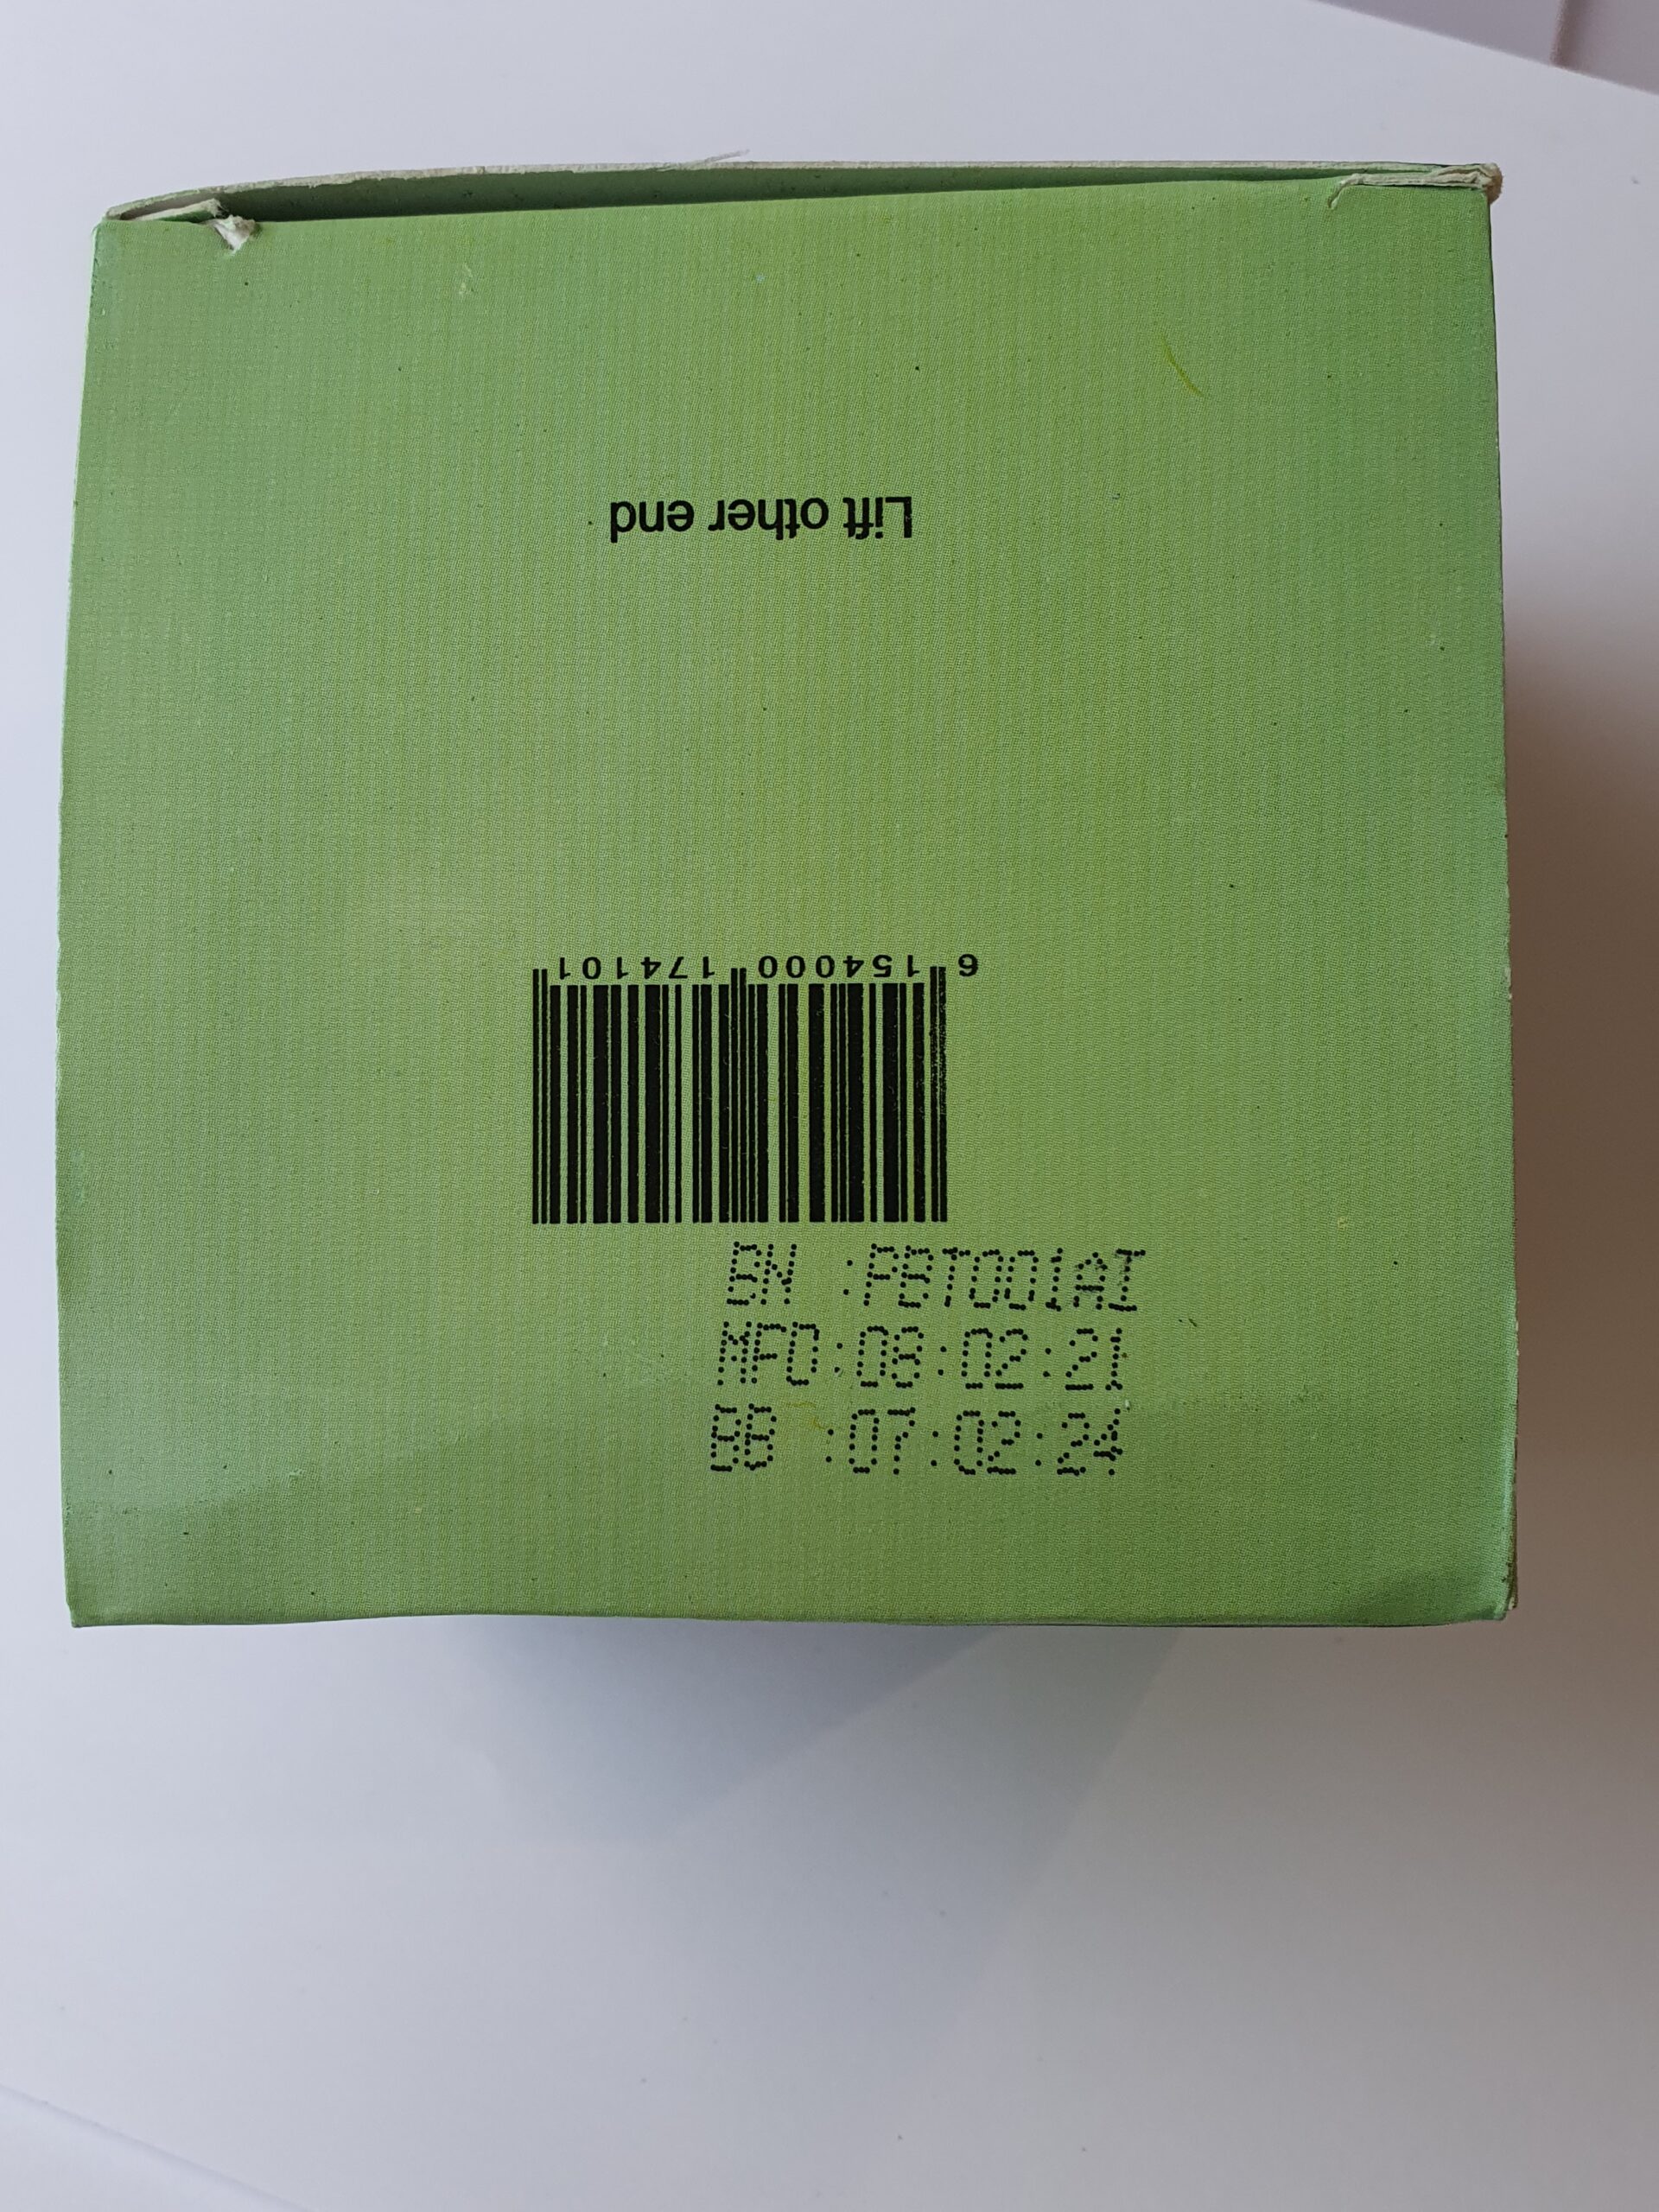 Lift other end
6 154000 174101
BN :PBT001AI
MFD:08:02:21
BB :07:02:24